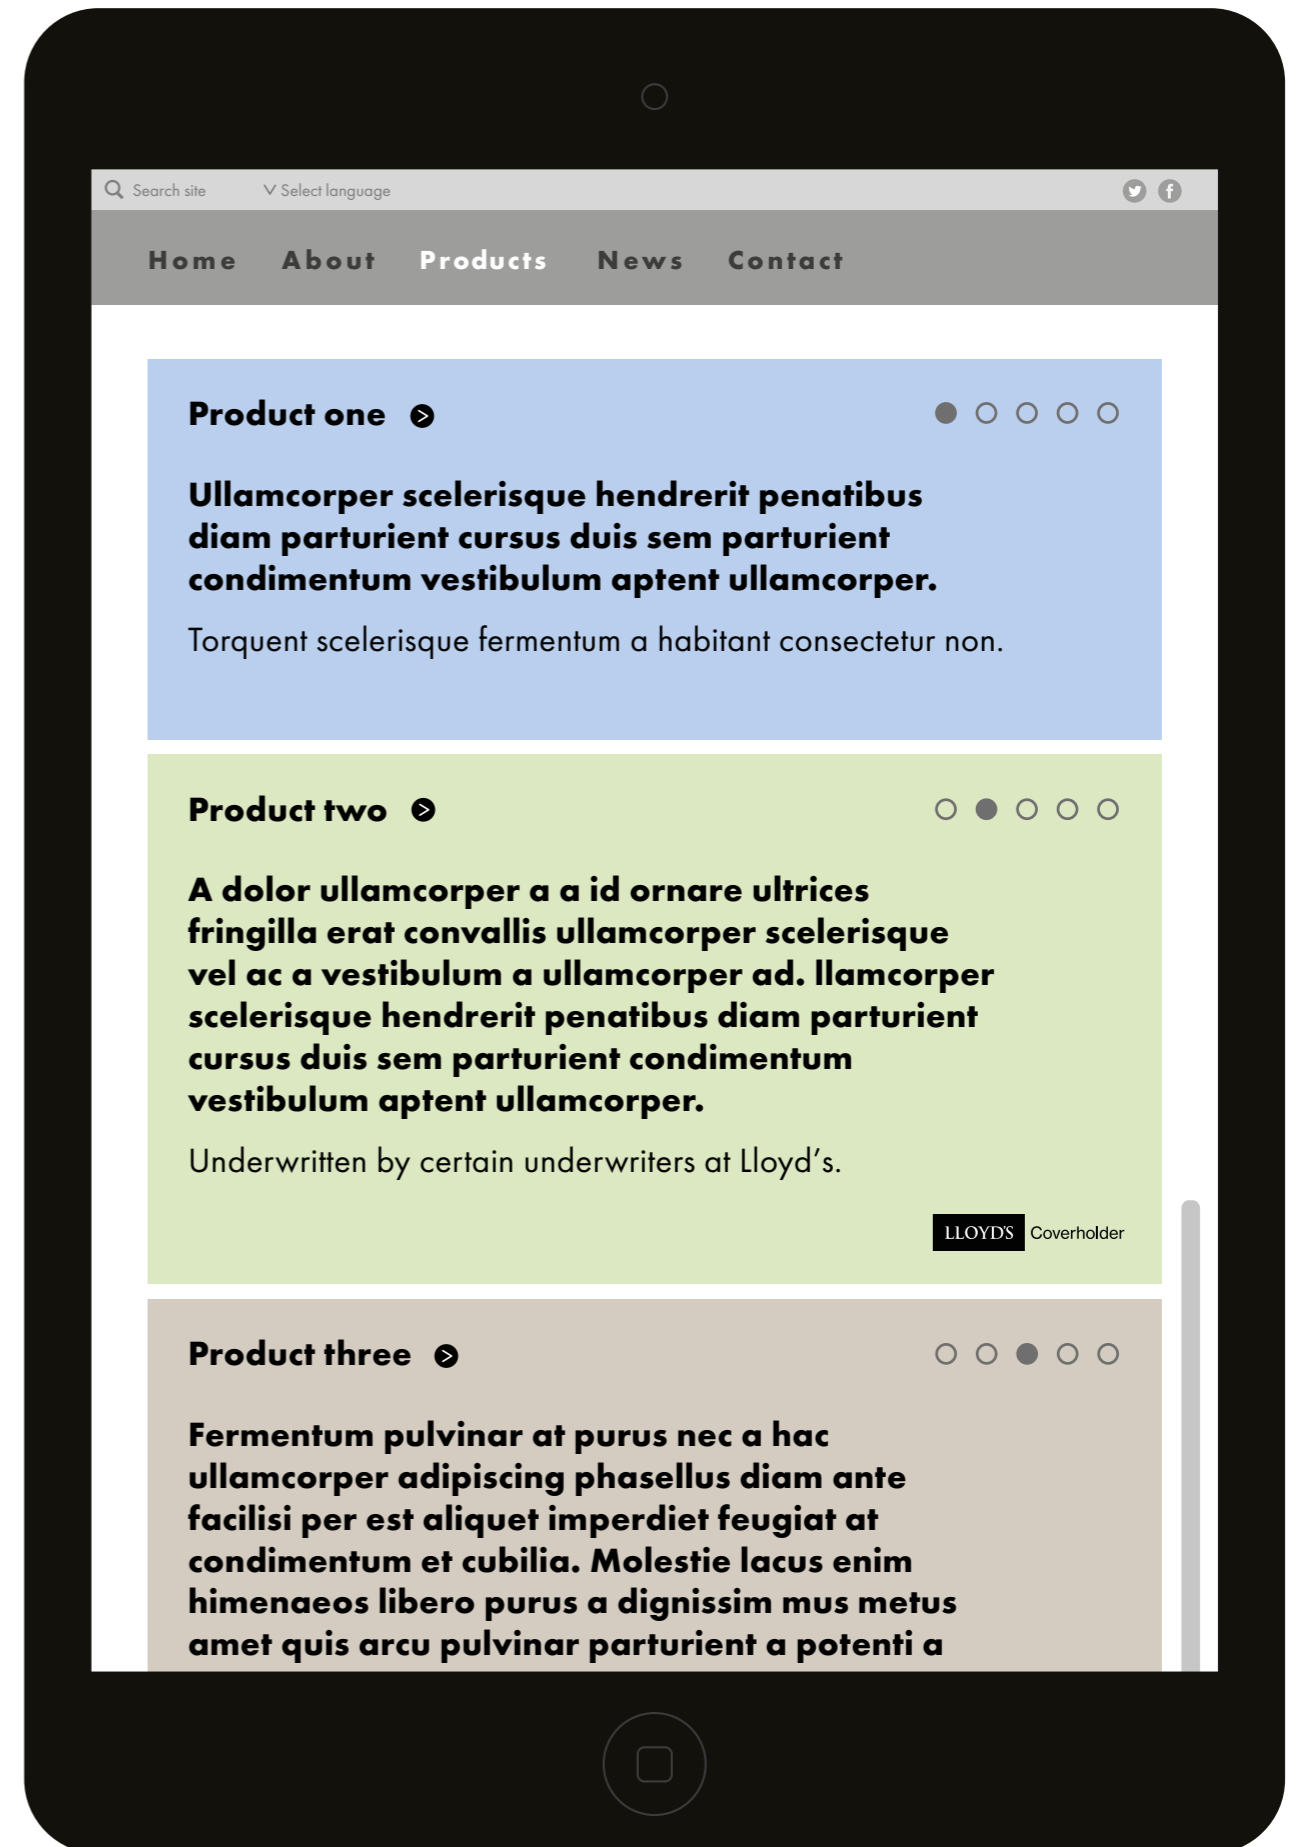 Search site
Select language
Home About Products News Contact
Product one
Ullamcorper scelerisque hendrerit penatibus
diam parturient cursus duis sem parturient
condimentum vestibulum aptent ullamcorper.
Torquent scelerisque fermentum a habitant consectetur non.
Product two
A dolor ullamcorper a a id ornare ultrices
fringilla erat convallis ullamcorper scelerisque
vel ac a vestibulum a ullamcorper ad. llamcorper
scelerisque hendrerit penatibus diam parturient
cursus duis sem parturient condimentum
vestibulum aptent ullamcorper.
Underwritten by certain underwriters at Lloyd’s.
LLOYD'S Coverholder
Product three
Fermentum pulvinar at purus nec a hac
ullamcorper adipiscing phasellus diam ante
facilisi per est aliquet imperdiet feugiat at
condimentum et cubilia. Molestie lacus enim
himenaeos libero purus a dignissim mus metus
amet quis arcu pulvinar parturient a potenti a